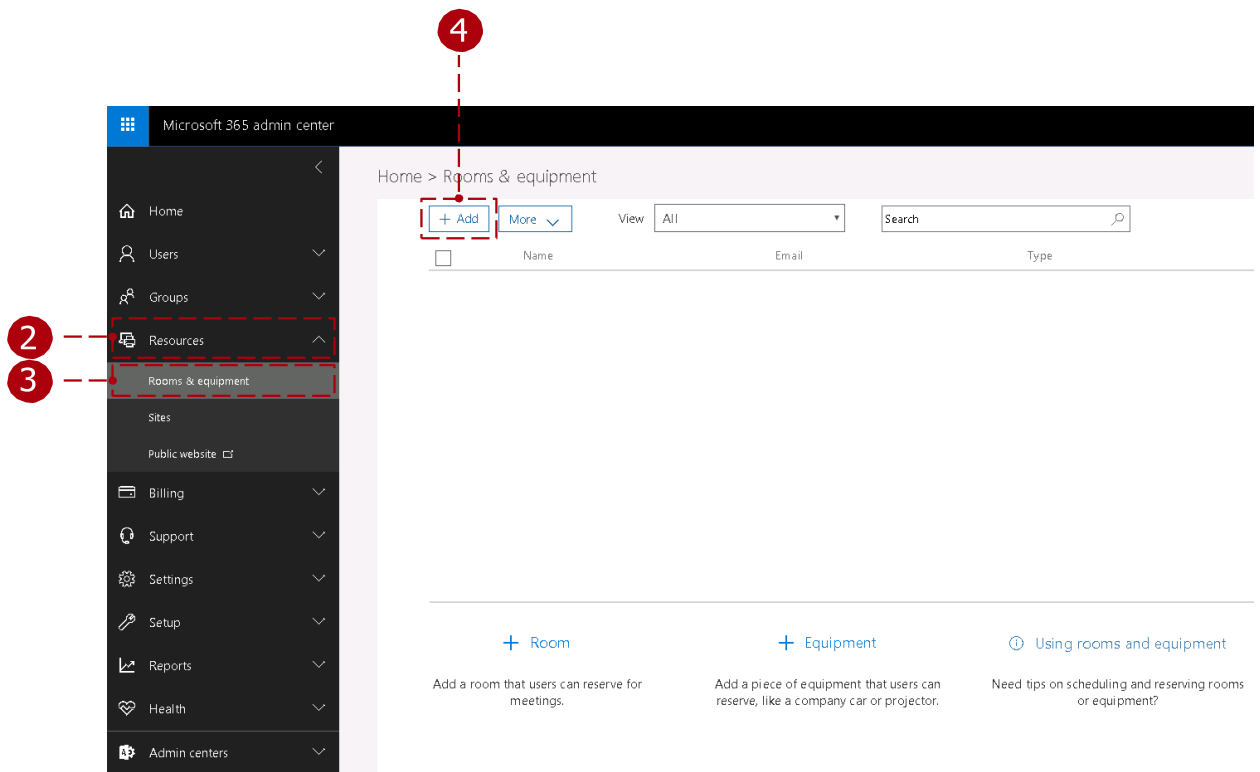 4
Microsoft 365 admin center
Home > Rooms & equipment
+ Add More View All Search
Name Email Type
Home
Users
Groups
2 Resources
3 Rooms & equipment
Sites
Public website
Billing
Support
Settings
Setup
Reports
Health
Admin centers
+ Room + Equipment Using rooms and equipment
Add a room that users can reserve for
meetings.
Add a piece of equipment that users can
reserve, like a company car or projector.
Need tips on scheduling and reserving rooms
or equipment?